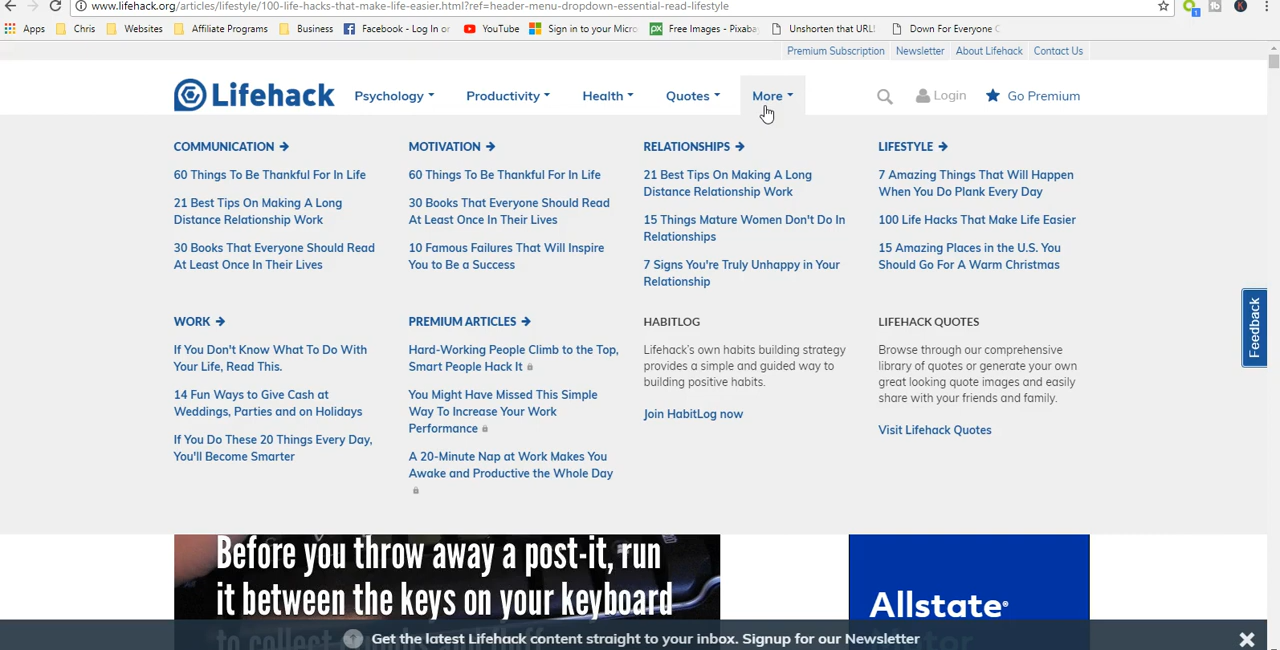 www.lifehack.org/articles/lifestyle/100-life-hacks-that-make-life-easier.html?ref=header-menu-dropdown-essential-read-lifestyle
Apps Chris Websites Affiliate Programs Business Facebook - Log In or YouTube Sign in to your Micro Free Images - Pixaba Unshorten that URL! Down For Everyone
Premium Subscription Newsletter About Lifehack Contact Us
Lifehack Psychology Productivity Health Quotes More Login Go Premium
COMMUNICATION
60 Things To Be Thankful For In Life
21 Best Tips On Making A Long
Distance Relationship Work
30 Books That Everyone Should Read
At Least Once In Their Lives
MOTIVATION
60 Things To Be Thankful For In Life
30 Books That Everyone Should Read
At Least Once In Their Lives
10 Famous Failures That Will Inspire
You to Be a Success
RELATIONSHIPS
21 Best Tips On Making A Long
Distance Relationship Work
15 Things Mature Women Don't Do In
Relationships
7 Signs You're Truly Unhappy in Your
Relationship
LIFESTYLE
7 Amazing Things That Will Happen
When You Do Plank Every Day
100 Life Hacks That Make Life Easier
15 Amazing Places in the U.S. You
Should Go For A Warm Christmas
WORK
If You Don't Know What To Do With
Your Life, Read This.
14 Fun Ways to Give Cash at
Weddings, Parties and on Holidays
If You Do These 20 Things Every Day,
You'll Become Smarter
PREMIUM ARTICLES
Hard-Working People Climb to the Top,
Smart People Hack It
You Might Have Missed This Simple
Way To Increase Your Work
Performance
A 20-Minute Nap at Work Makes You
Awake and Productive the Whole Day
HABITLOG
Lifehack's own habits building strategy
provides a simple and guided way to
building positive habits.
Join HabitLog now
LIFEHACK QUOTES
Browse through our comprehensive
library of quotes or generate your own
great looking quote images and easily
share with your friends and family.
Visit Lifehack Quotes
Feedback
Before you throw away a post-it, run
it between the keys on your keyboard
Allstate
Get the latest Lifehack content straight to your inbox. Signup for our Newsletter